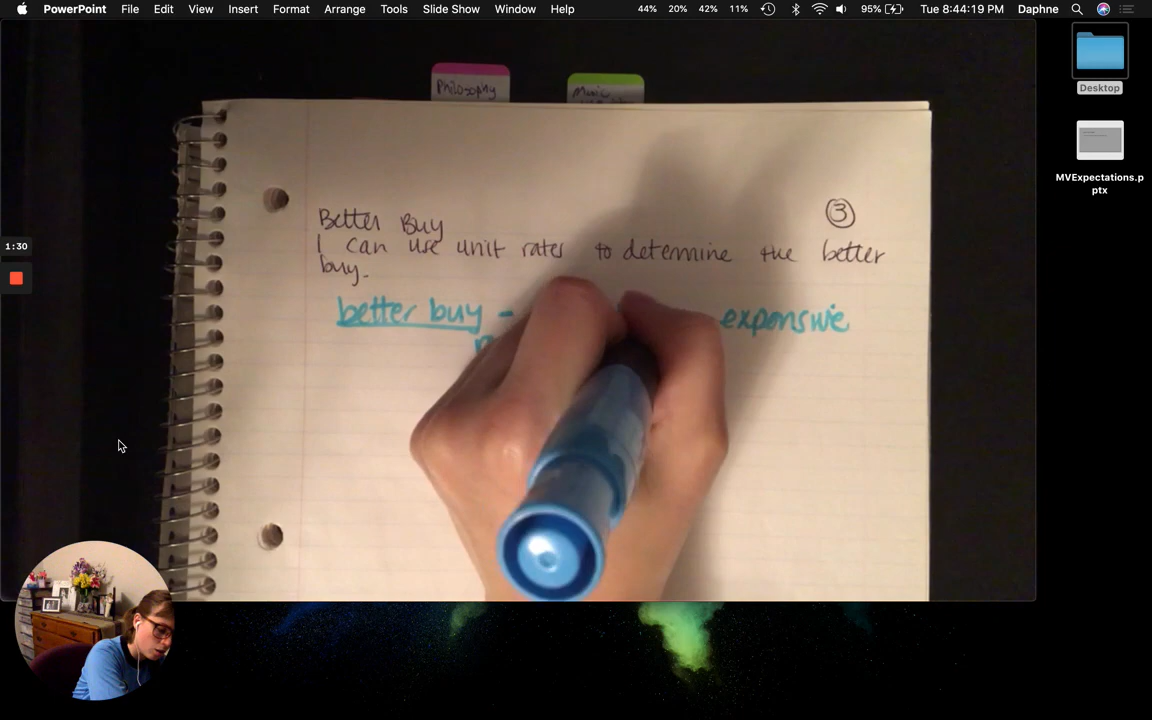 PowerPoint File Edit View Insert Format Arrange Tools Slide Show Window Help 44% 20% 42% 11% 95% Tue 8:44:19 PM Daphne
Desktop
MVExpectations.p
ptx
1:30
Philosophy
Music
3
Better Buy
I can use unit rates to determine the better
buy.
better buy - expensive